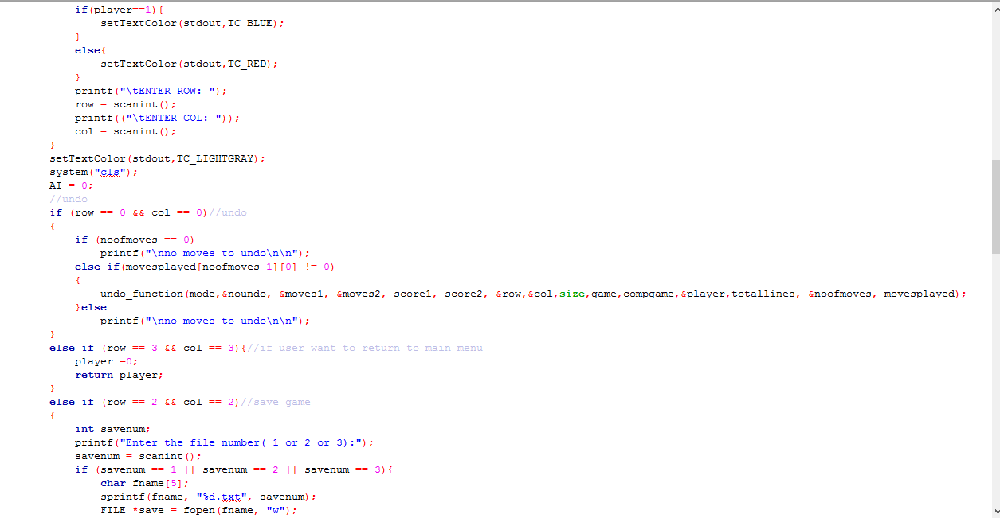 if(player==1){
setTextColor(stdout,TC_BLUE);
}
else{
setTextColor(stdout,TC_RED);
}
printf("\tENTER ROW: ");
row = scanint();
printf(("\tENTER COL: "));
col = scanint();
}
setTextColor(stdout,TC_LIGHTGRAY);
system("cls");
AI = 0;
//undo
if (row == 0 && col == 0)//undo
{
if (noofmoves == 0)
printf("\nno moves to undo\n\n");
else if(movesplayed[noofmoves-1][0] != 0)
{
undo_function(mode,&noundo, &moves1, &moves2, score1, score2, &row,&col,size,game,compgame,&player,totallines, &noofmoves, movesplayed);
}else
printf("\nno moves to undo\n\n");
}
else if (row == 3 && col == 3){//if user want to return to main menu
player =0;
return player;
}
else if (row == 2 && col == 2)//save game
{
int savenum;
printf("Enter the file number( 1 or 2 or 3):");
savenum = scanint();
if (savenum == 1 || savenum == 2 || savenum == 3){
char fname[5];
sprintf(fname, "%d.txt", savenum);
FILE *save = fopen(fname, "w");